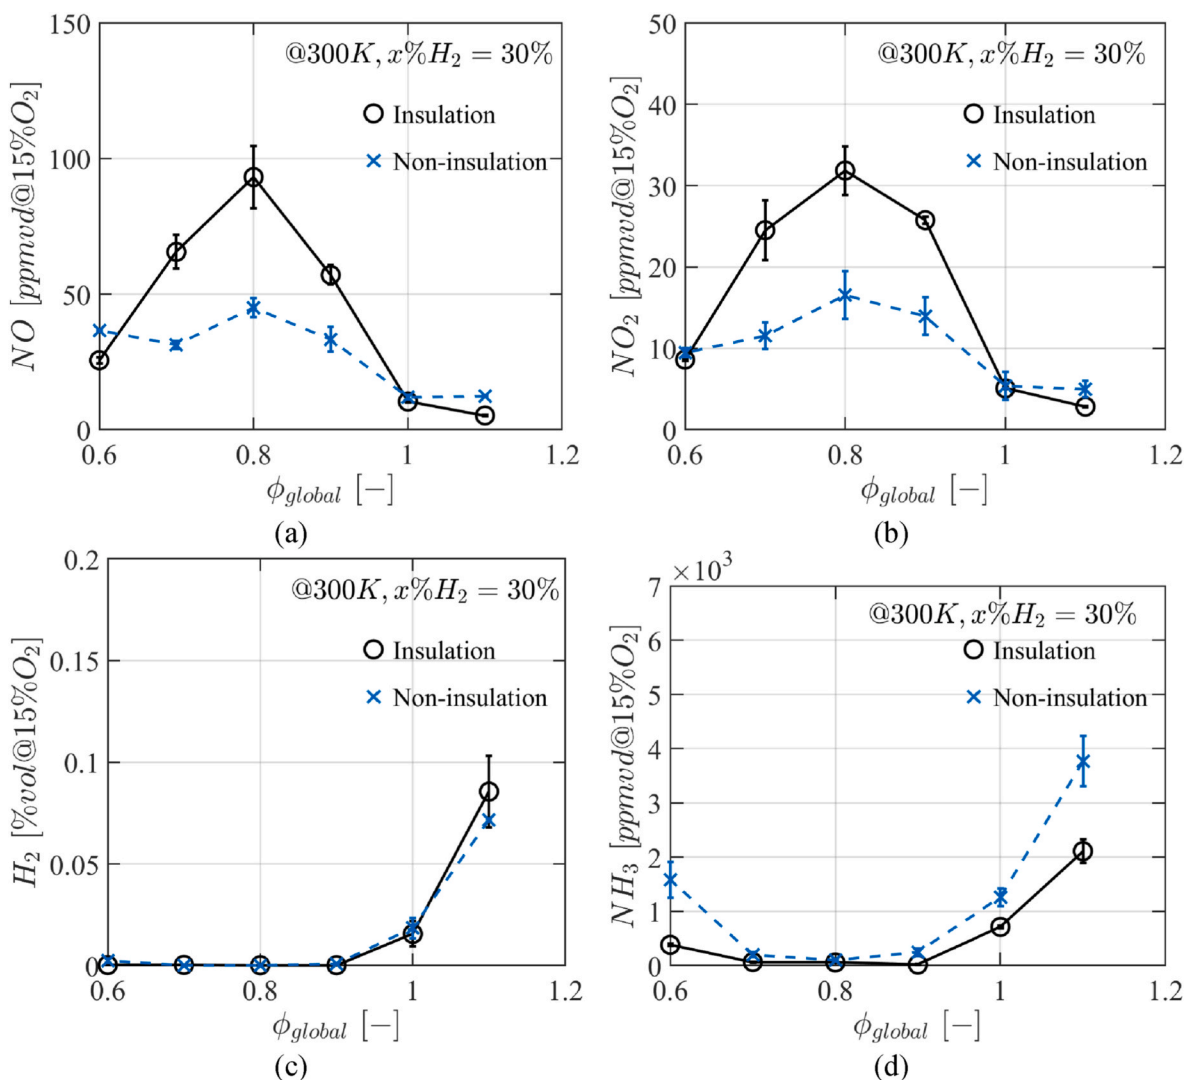 150
100
50
0
0.6
0.8
1
1.2
NO [ppmvd@15%O₂]
@300K, x%H₂ = 30%
Insulation
Non-insulation
ϕ_global [−]
(a)
50
40
30
20
10
0
0.6
0.8
1
1.2
NO₂ [ppmvd@15%O₂]
@300K, x%H₂ = 30%
Insulation
Non-insulation
ϕ_global [−]
(b)
0.2
0.15
0.1
0.05
0
0.6
0.8
1
1.2
H₂ [%vol@15%O₂]
@300K, x%H₂ = 30%
Insulation
Non-insulation
ϕ_global [−]
(c)
×10³
7
6
5
4
3
2
1
0
0.6
0.8
1
1.2
NH₃ [ppmvd@15%O₂]
@300K, x%H₂ = 30%
Insulation
Non-insulation
ϕ_global [−]
(d)